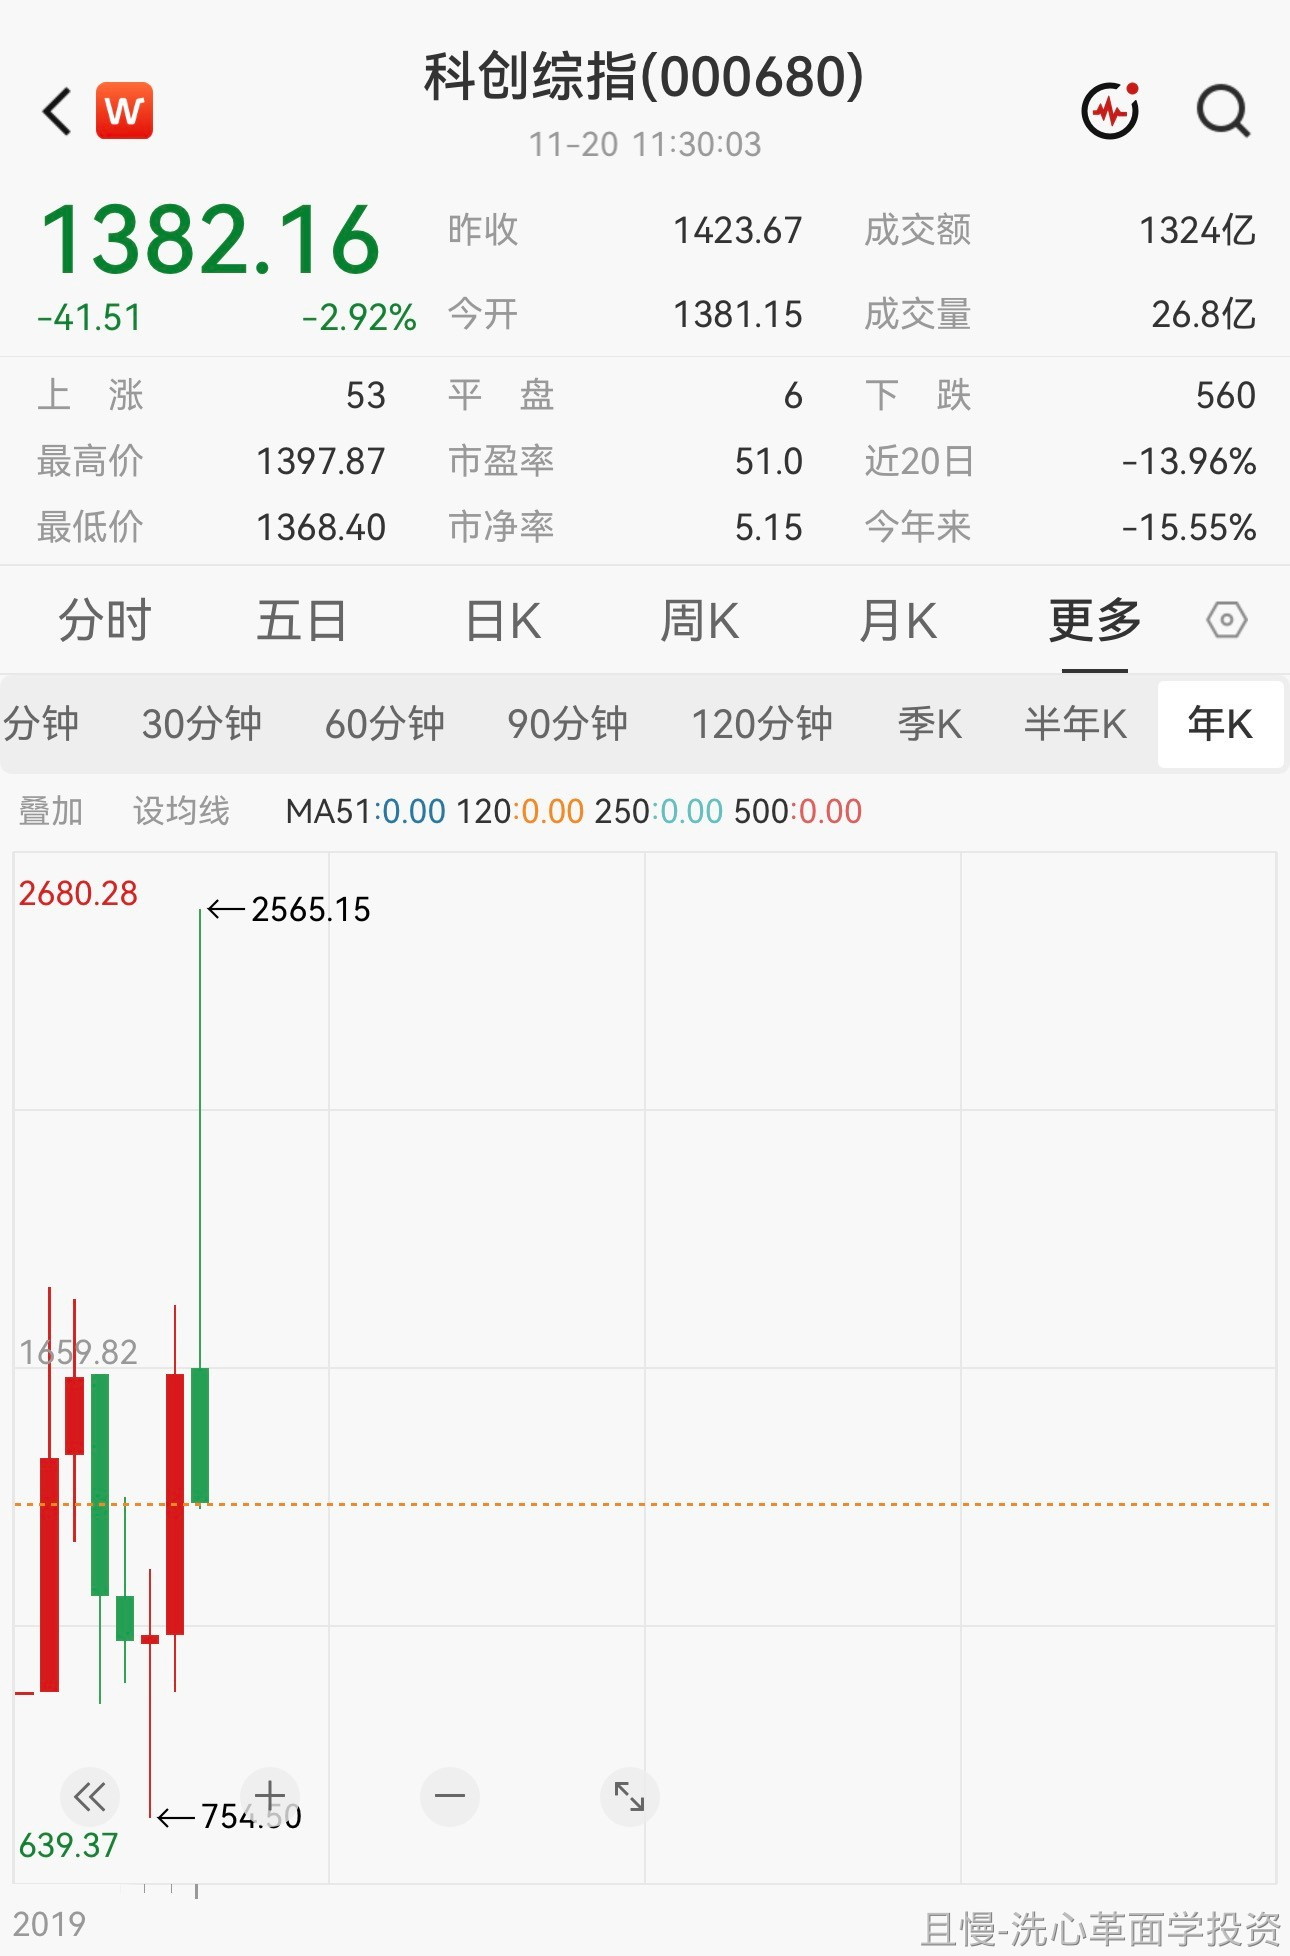 科创综指(000680)
W
11-20 11:30:03
1382.16
-41.51 -2.92%
昨收 1423.67 成交额 1324亿
今开 1381.15 成交量 26.8亿
上 涨 53 平 盘 6 下 跌 560
最高价 1397.87 市盈率 51.0 近20日 -13.96%
最低价 1368.40 市净率 5.15 今年来 -15.55%
分时 五日 日K 周K 月K 更多
分钟 30分钟 60分钟 90分钟 120分钟 季K 半年K 年K
叠加 设均线 MA51:0.00 120:0.00 250:0.00 500:0.00
2680.28
←2565.15
1659.82
←754.50
639.37
2019
且慢-洗心革面学投资